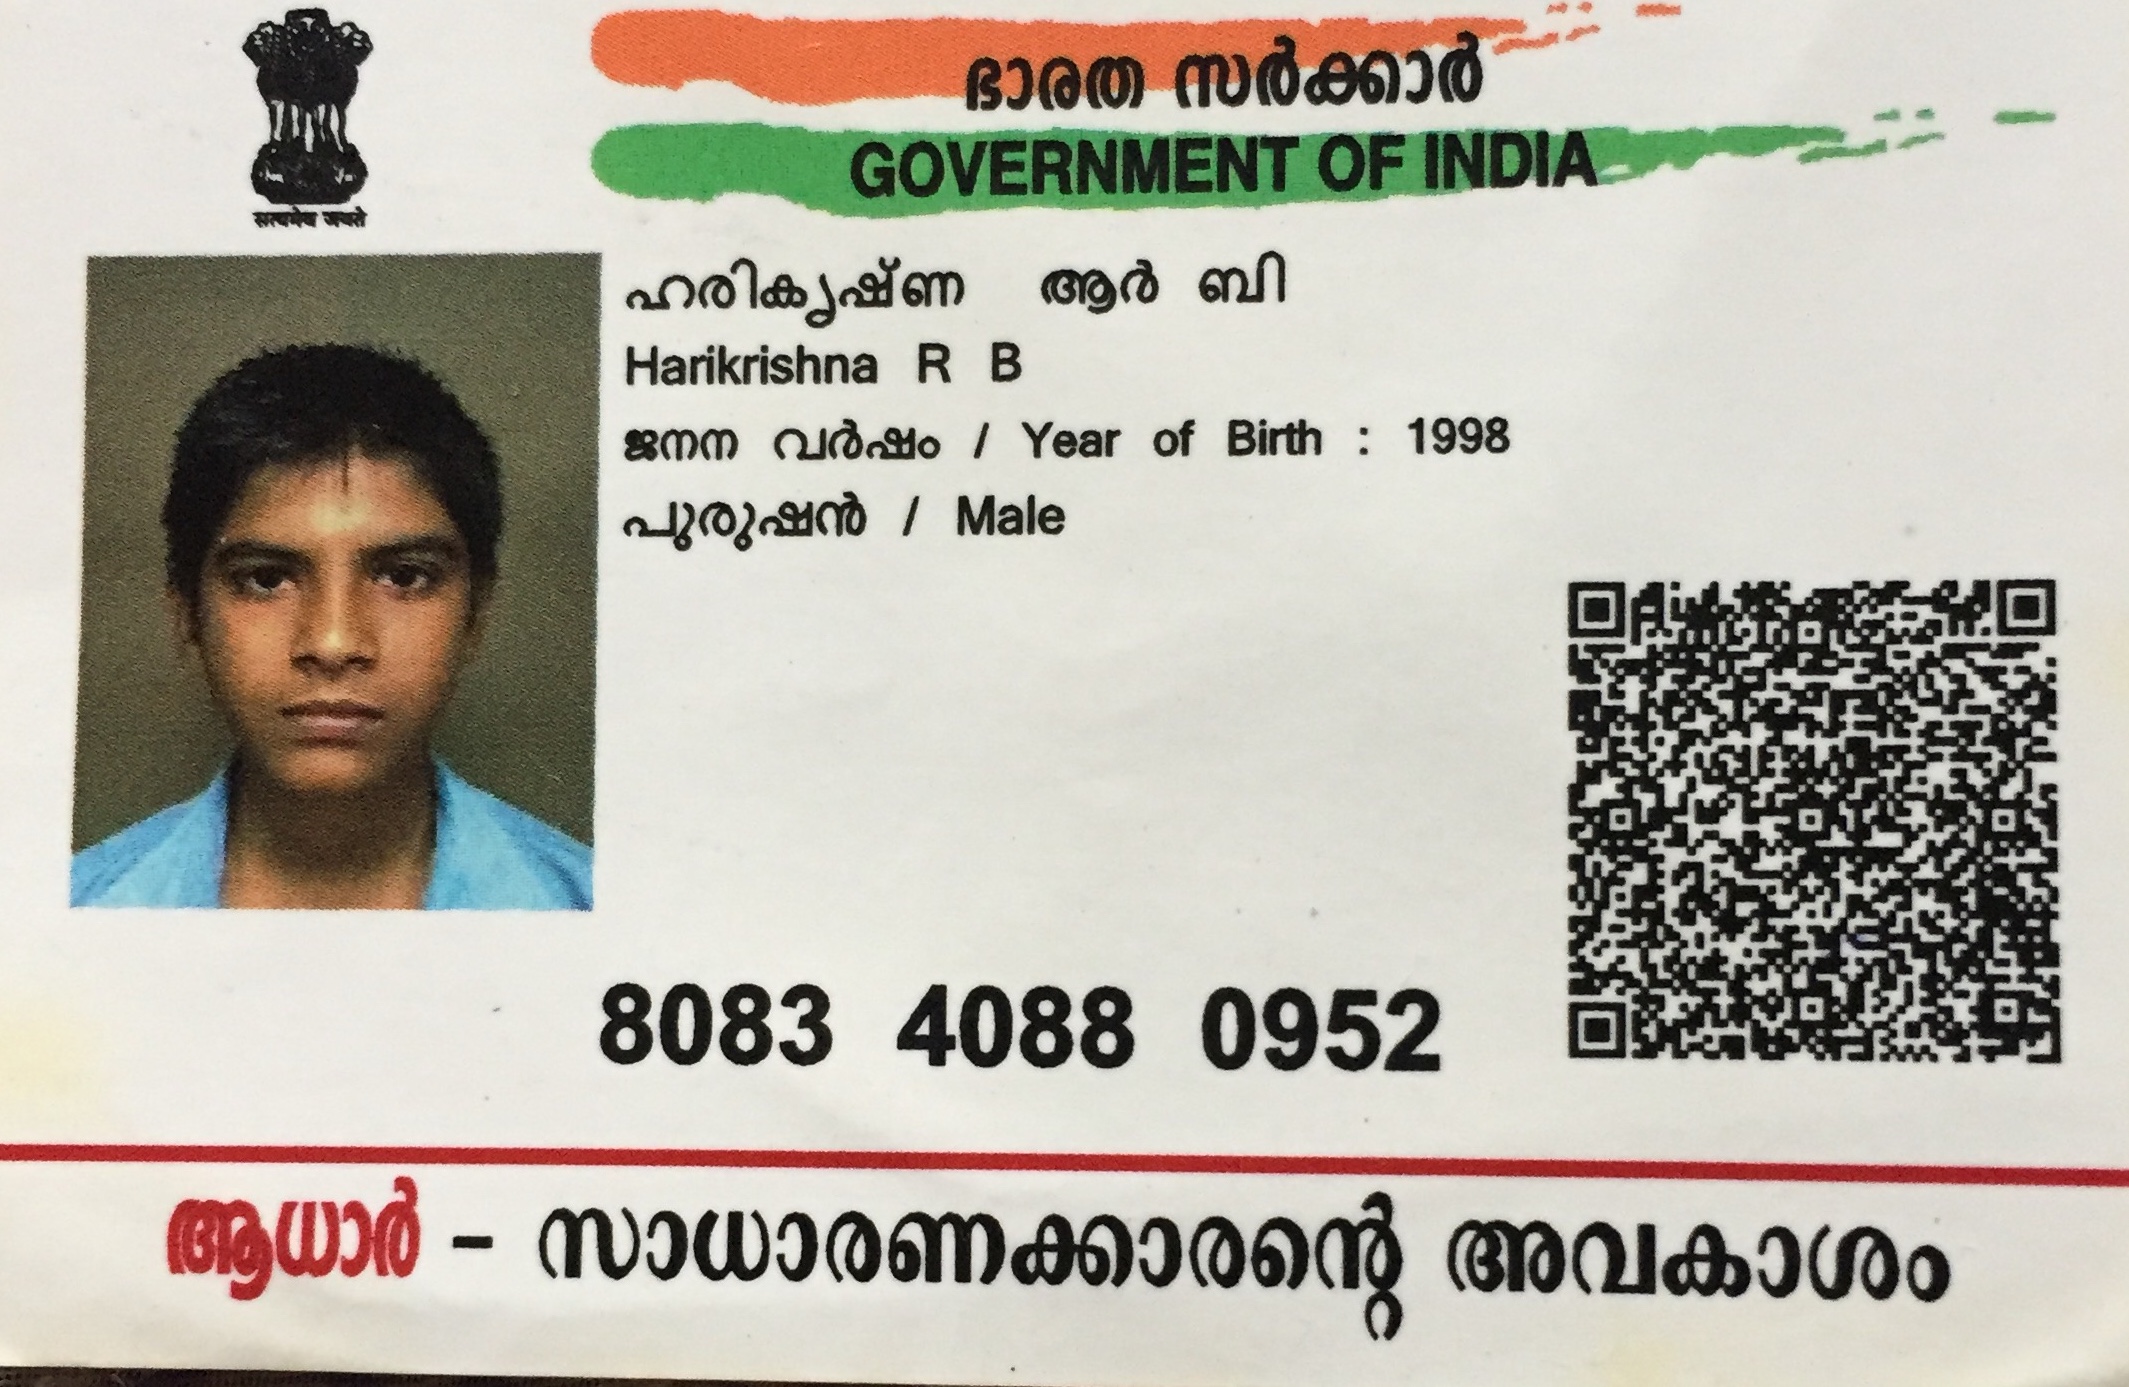 ഭാരത സർക്കാർ
GOVERNMENT OF INDIA
सत्यमेव जयते
ഹരികൃഷ്ണ ആർ ബി
Harikrishna R B
ജനന വർഷം / Year of Birth : 1998
പുരുഷൻ / Male
8083 4088 0952
ആധാർ - സാധാരണക്കാരന്റെ അവകാശം